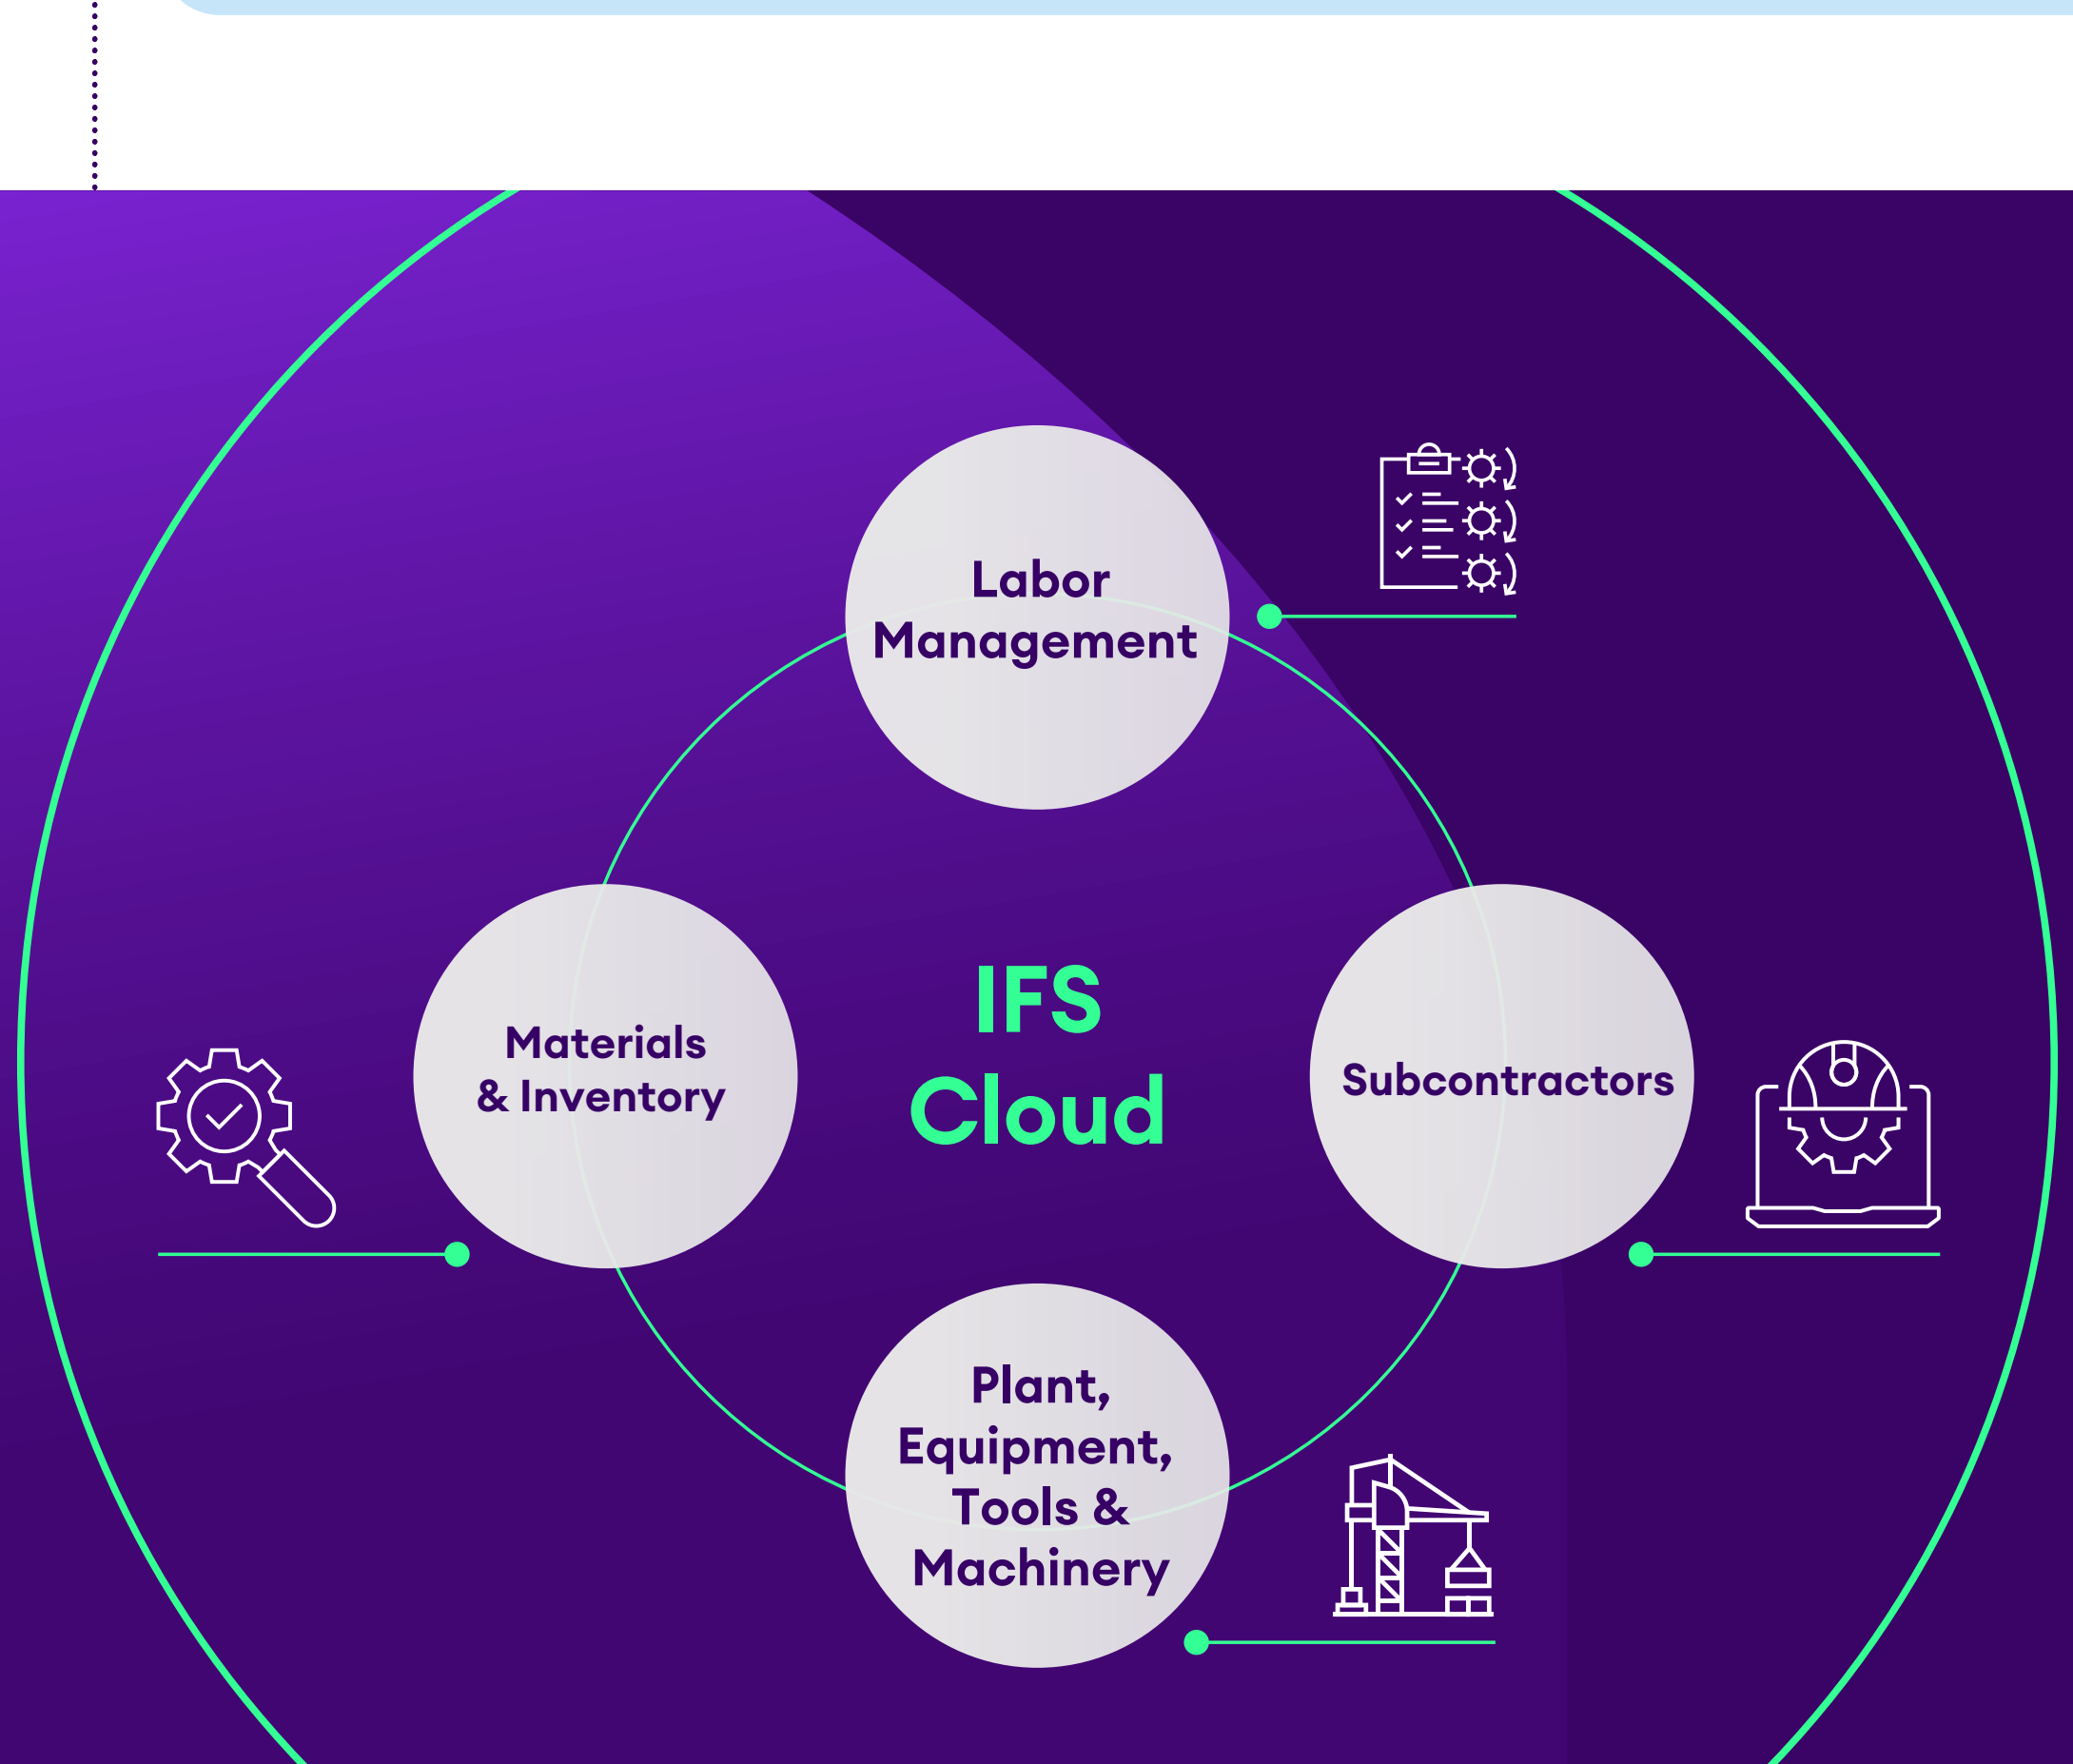 Labor
Management
Materials
& Inventory
IFS
Cloud
Subcontractors
Plant,
Equipment,
Tools &
Machinery